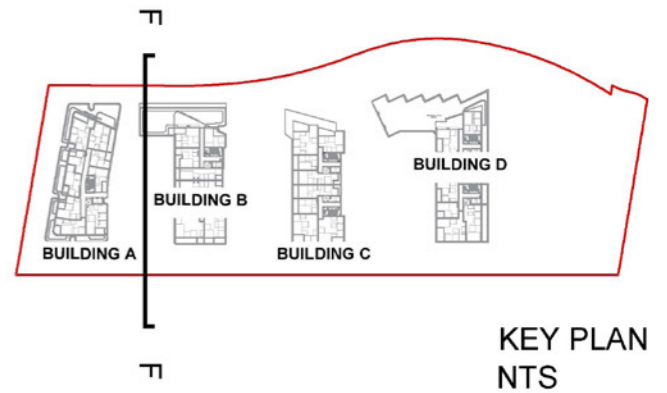 F
BUILDING D
BUILDING B
BUILDING A
BUILDING C
KEY PLAN
NTS
F